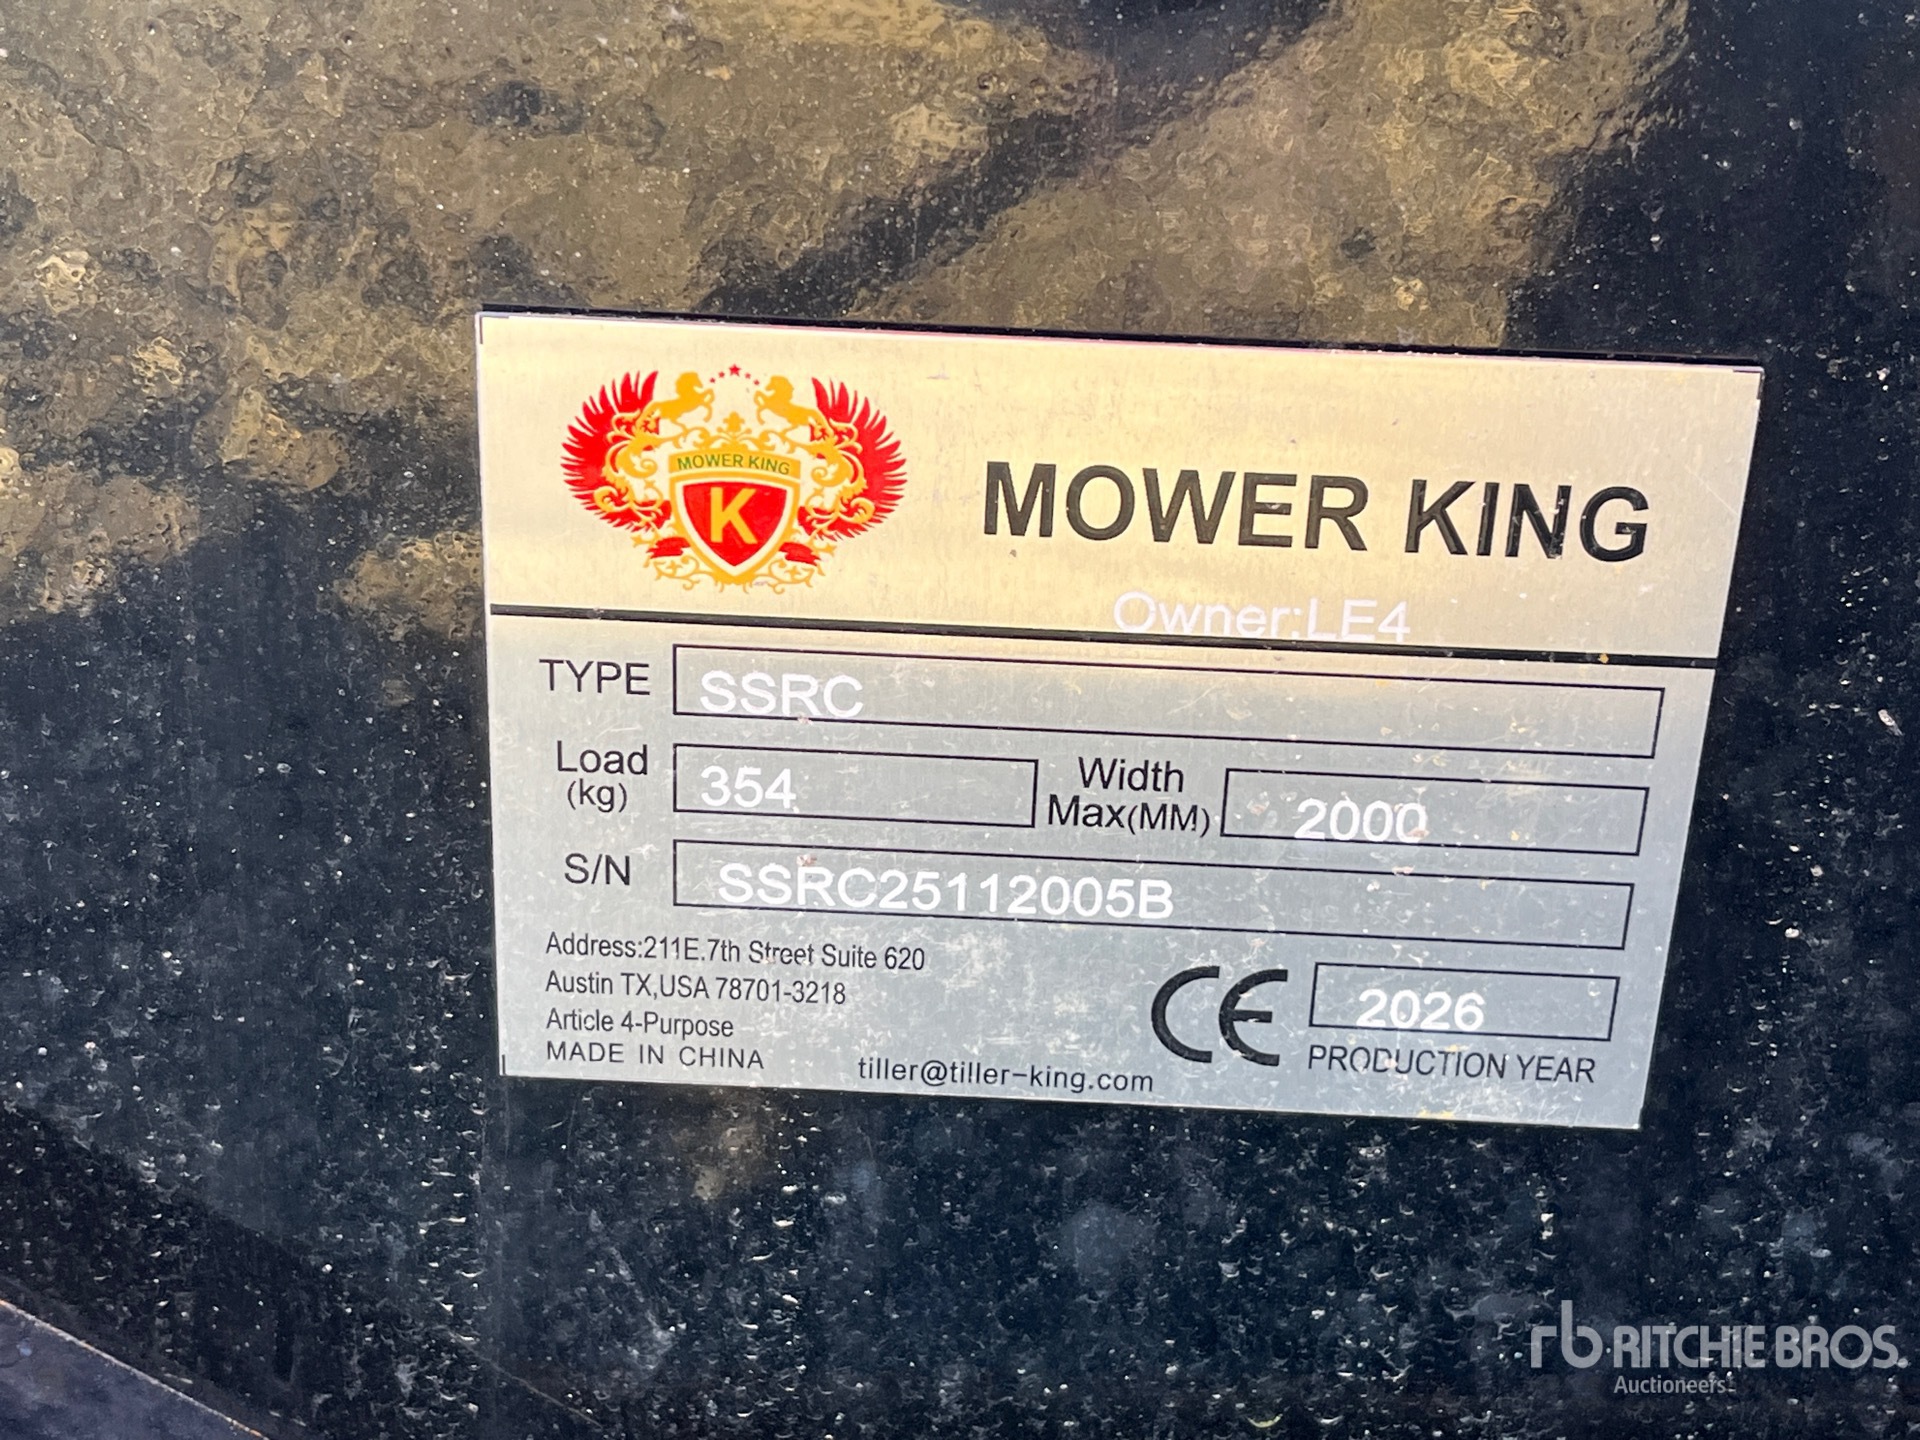 MOWER KING
K
MOWER KING
Owner:LE4
TYPE SSRC
Load (kg) 354 Width Max(MM) 2000
S/N SSRC25112005B
Address:211E.7th Street Suite 620
Austin TX,USA 78701-3218
Article 4-Purpose
MADE IN CHINA
tiller@tiller-king.com
CE 2026
PRODUCTION YEAR
rb RITCHIE BROS.
Auctioneers